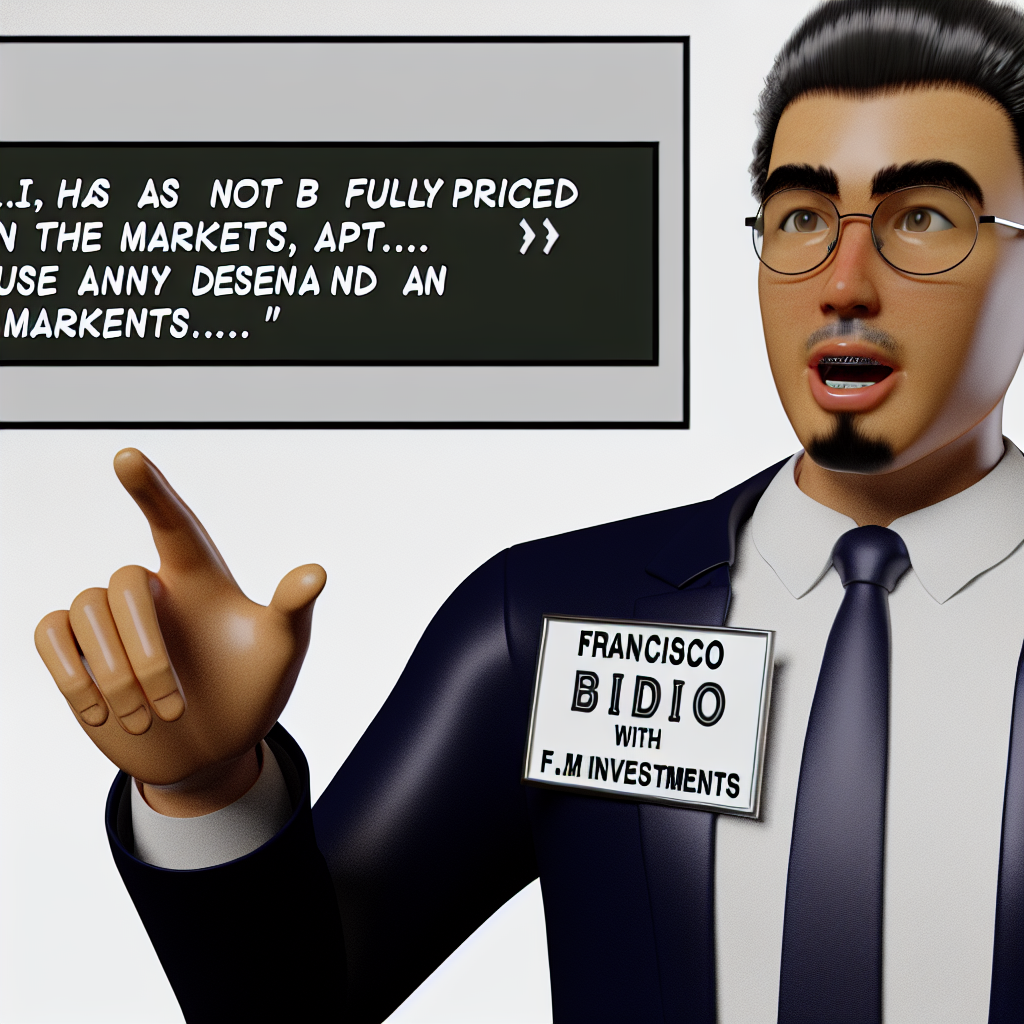 ..I, HAS AS NOT B FULLY PRICED
N THE MARKETS, APT.... »
USE ANNY DESENA ND AN
MARKENTS..... "
FRANCISCO
BIDIO
WITH
F.M INVESTMENTS